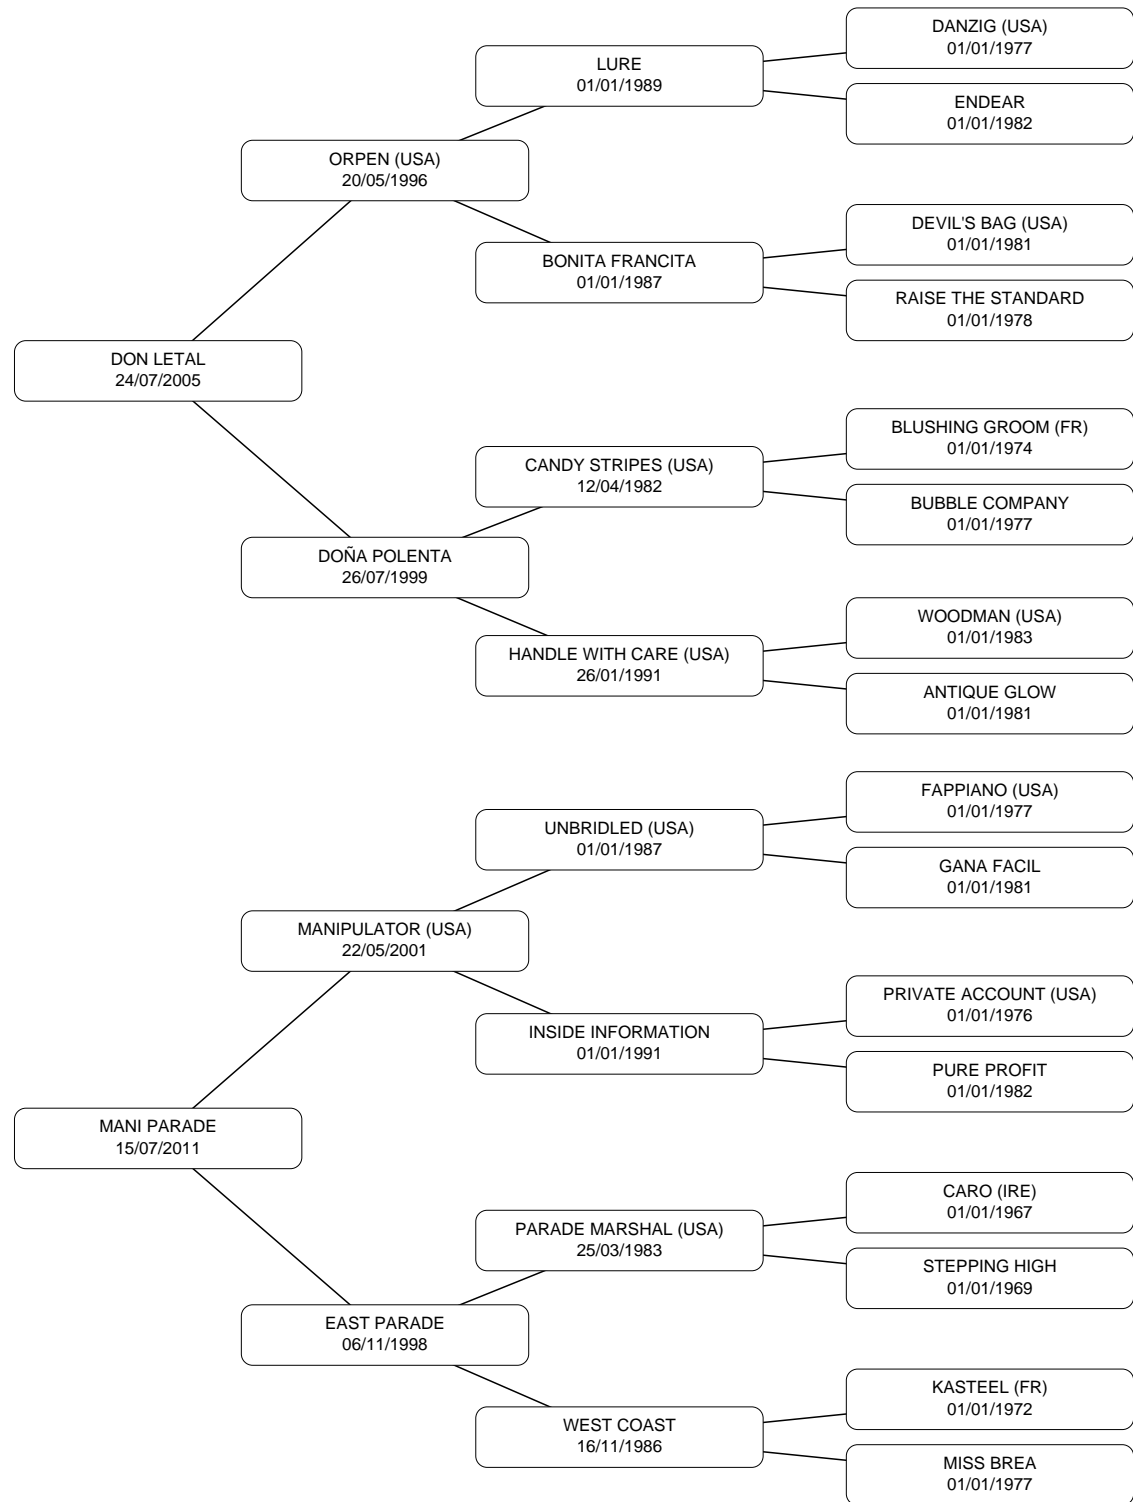 DANZIG (USA)
01/01/1977
LURE
01/01/1989
ENDEAR
01/01/1982
ORPEN (USA)
20/05/1996
DEVIL'S BAG (USA)
01/01/1981
BONITA FRANCITA
01/01/1987
RAISE THE STANDARD
01/01/1978
DON LETAL
24/07/2005
BLUSHING GROOM (FR)
01/01/1974
CANDY STRIPES (USA)
12/04/1982
BUBBLE COMPANY
01/01/1977
DOÑA POLENTA
26/07/1999
WOODMAN (USA)
01/01/1983
HANDLE WITH CARE (USA)
26/01/1991
ANTIQUE GLOW
01/01/1981
FAPPIANO (USA)
01/01/1977
UNBRIDLED (USA)
01/01/1987
GANA FACIL
01/01/1981
MANIPULATOR (USA)
22/05/2001
PRIVATE ACCOUNT (USA)
01/01/1976
INSIDE INFORMATION
01/01/1991
PURE PROFIT
01/01/1982
MANI PARADE
15/07/2011
CARO (IRE)
01/01/1967
PARADE MARSHAL (USA)
25/03/1983
STEPPING HIGH
01/01/1969
EAST PARADE
06/11/1998
KASTEEL (FR)
01/01/1972
WEST COAST
16/11/1986
MISS BREA
01/01/1977